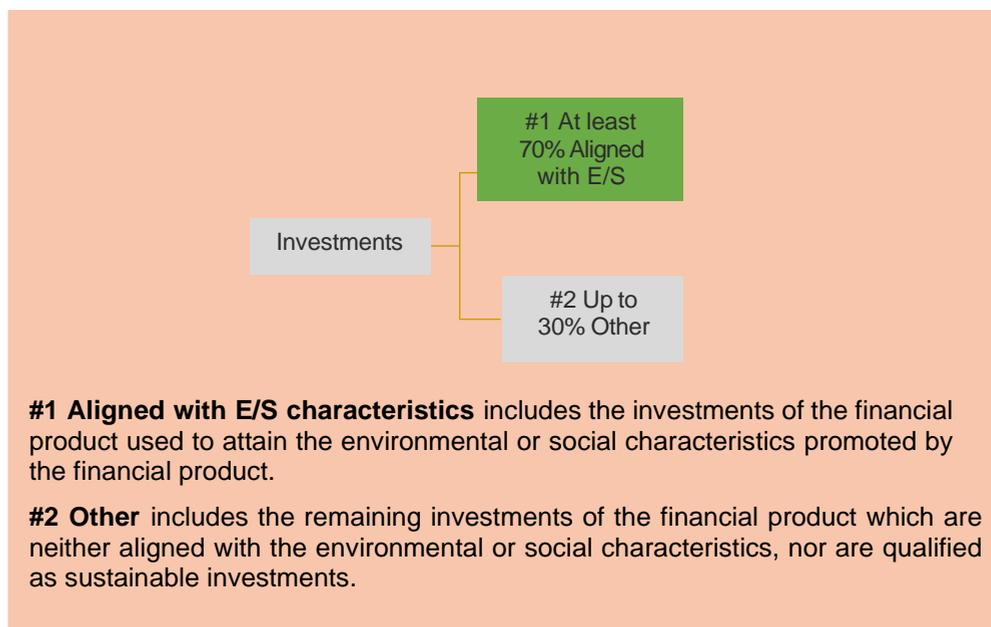 #1 At least
70% Aligned
with E/S
Investments
#2 Up to
30% Other
#1 Aligned with E/S characteristics includes the investments of the financial
product used to attain the environmental or social characteristics promoted by
the financial product.
#2 Other includes the remaining investments of the financial product which are
neither aligned with the environmental or social characteristics, nor are qualified
as sustainable investments.